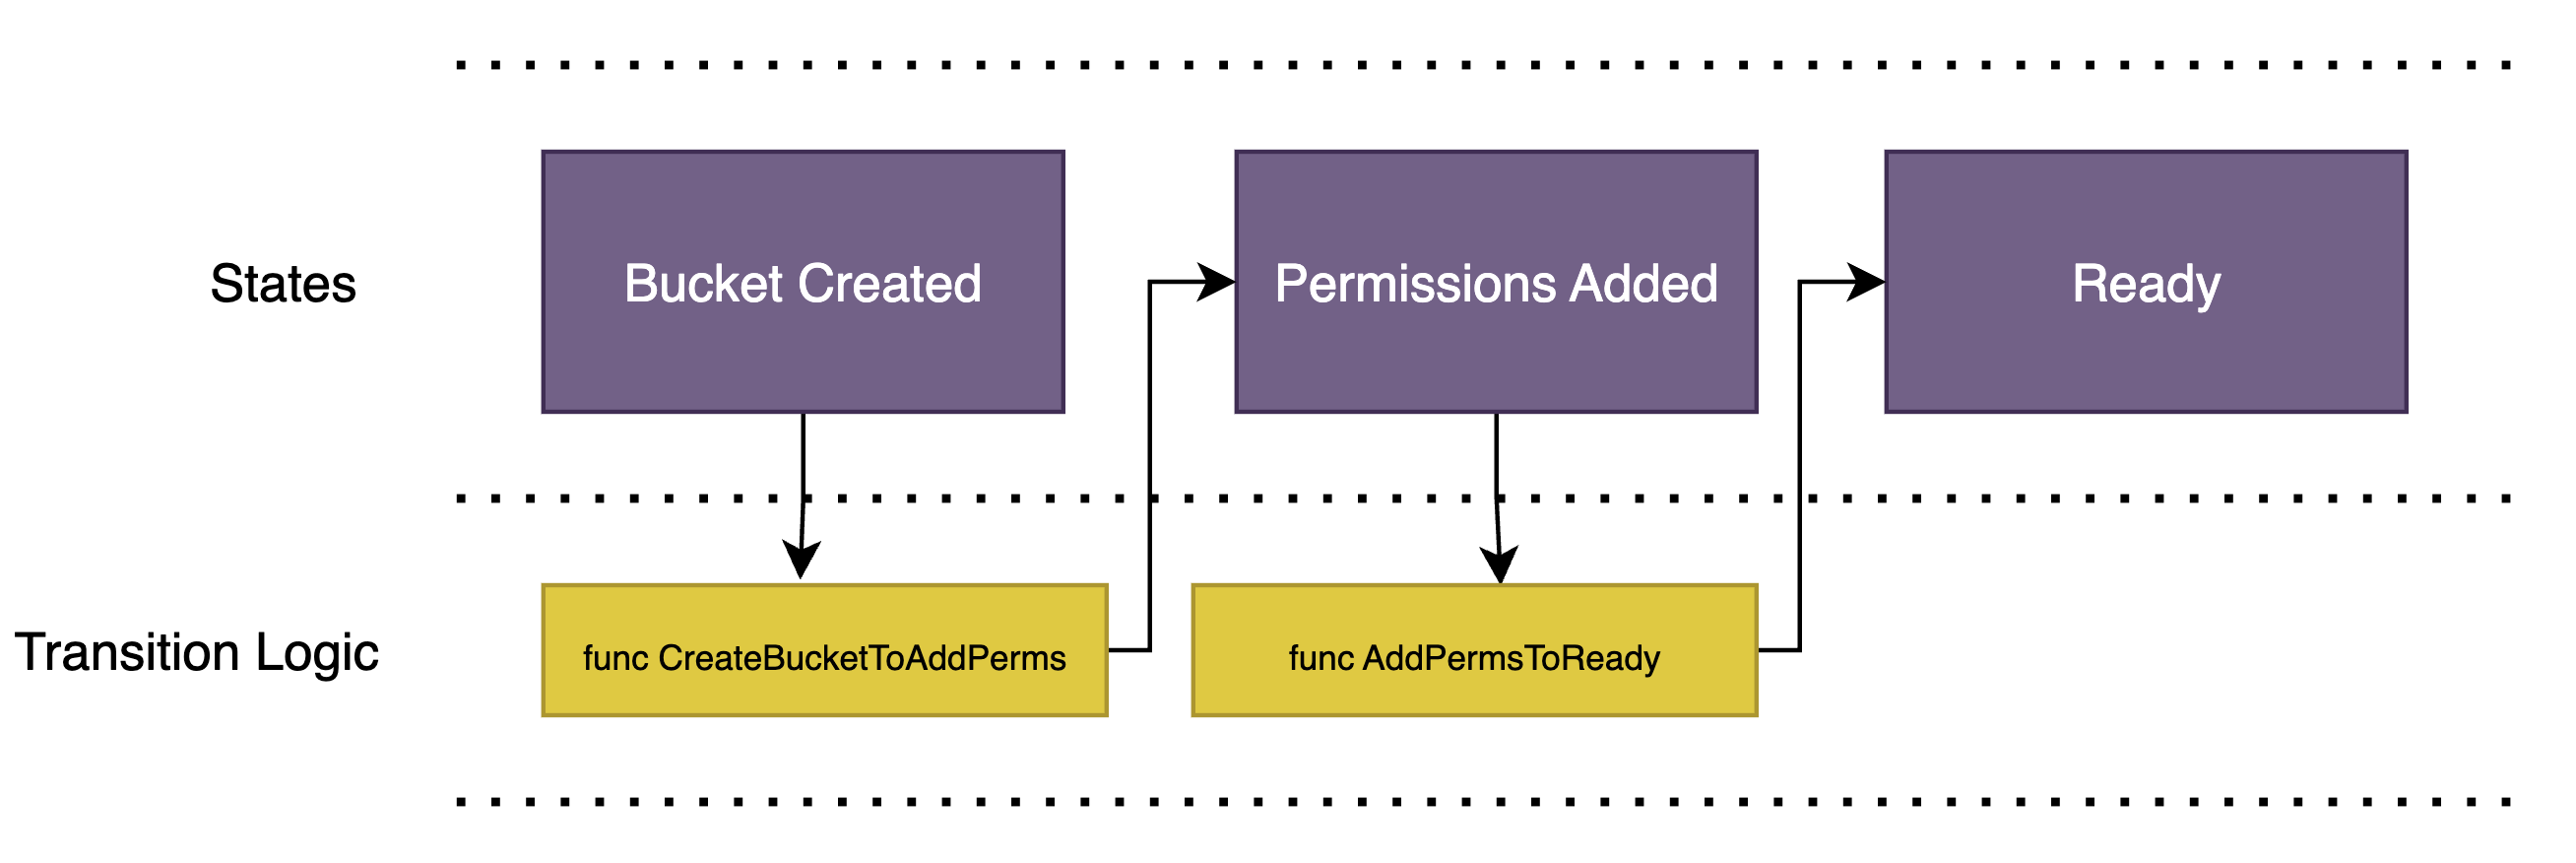 States
Bucket Created
Permissions Added
Ready
Transition Logic
func CreateBucketToAddPerms
func AddPermsToReady